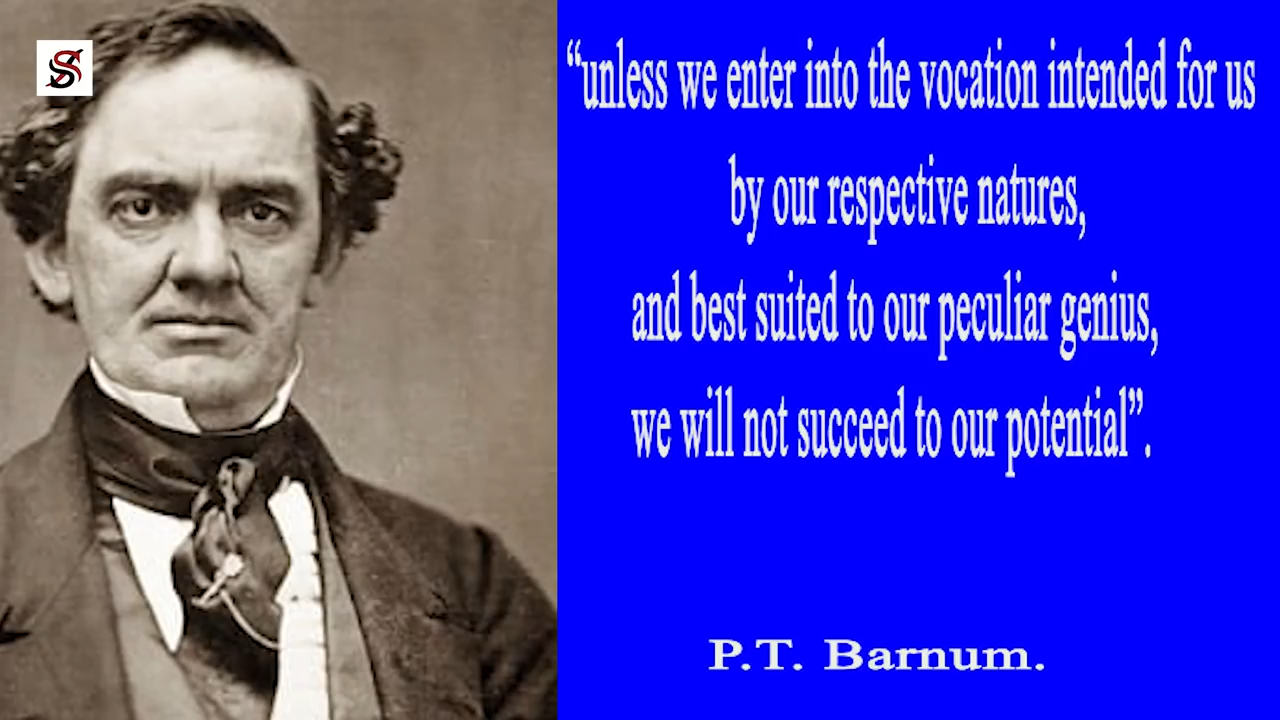 “unless we enter into the vocation intended for us
by our respective natures,
and best suited to our peculiar genius,
we will not succeed to our potential”.
P.T. Barnum.